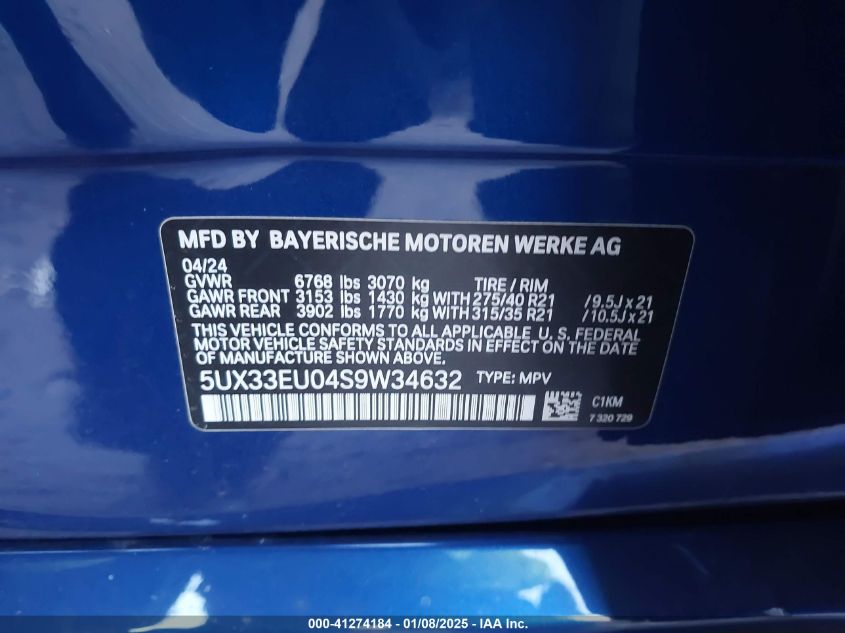 MFD BY BAYERISCHE MOTOREN WERKE AG
04/24
GVWR 6768 lbs 3070 kg TIRE / RIM
GAWR FRONT 3153 lbs 1430 kg WITH 275/40 R21 /9.5J x 21
GAWR REAR 3902 lbs 1770 kg WITH 315/35 R21 /10.5J x 21
THIS VEHICLE CONFORMS TO ALL APPLICABLE U.S. FEDERAL
MOTOR VEHICLE SAFETY STANDARDS IN EFFECT ON THE DATE
OF MANUFACTURE SHOWN ABOVE.
5UX33EU04S9W34632 TYPE: MPV
C1KM
7 320 729
000-41274184 - 01/08/2025 - IAA Inc.